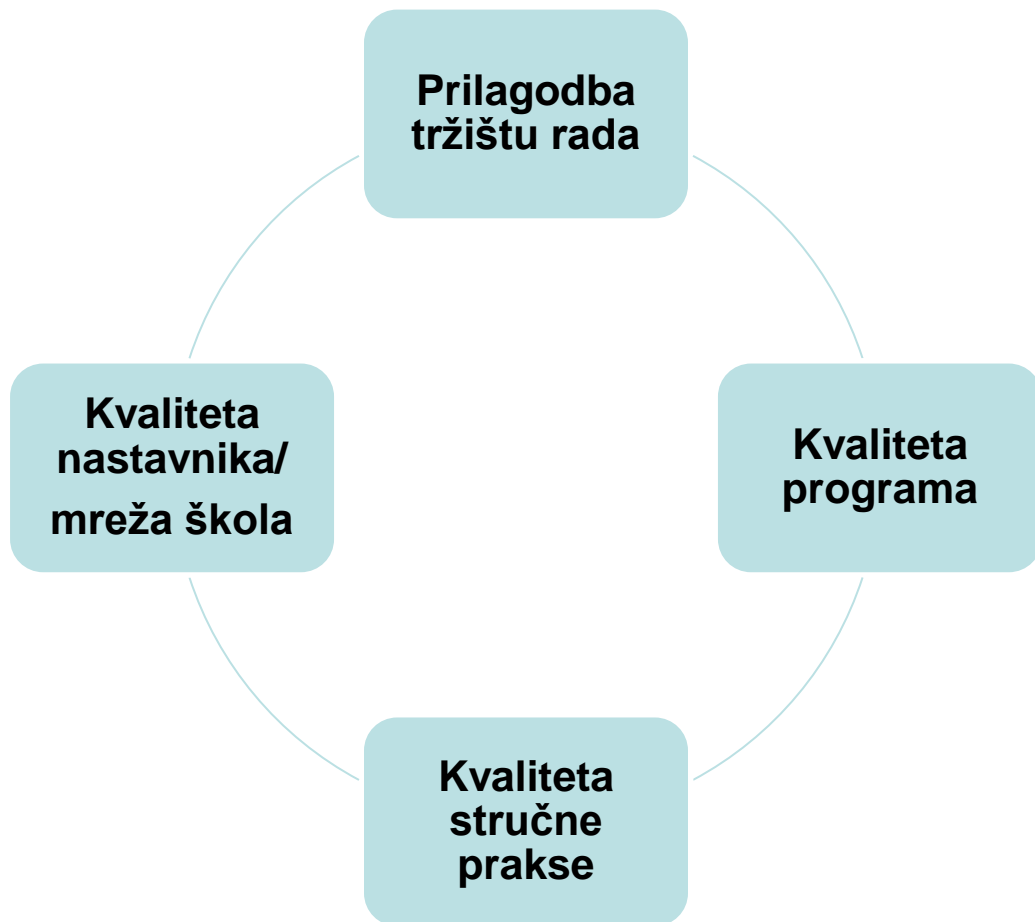 Prilagodba
tržištu rada
Kvaliteta
nastavnika/
mreža škola
Kvaliteta
programa
Kvaliteta
stručne
prakse